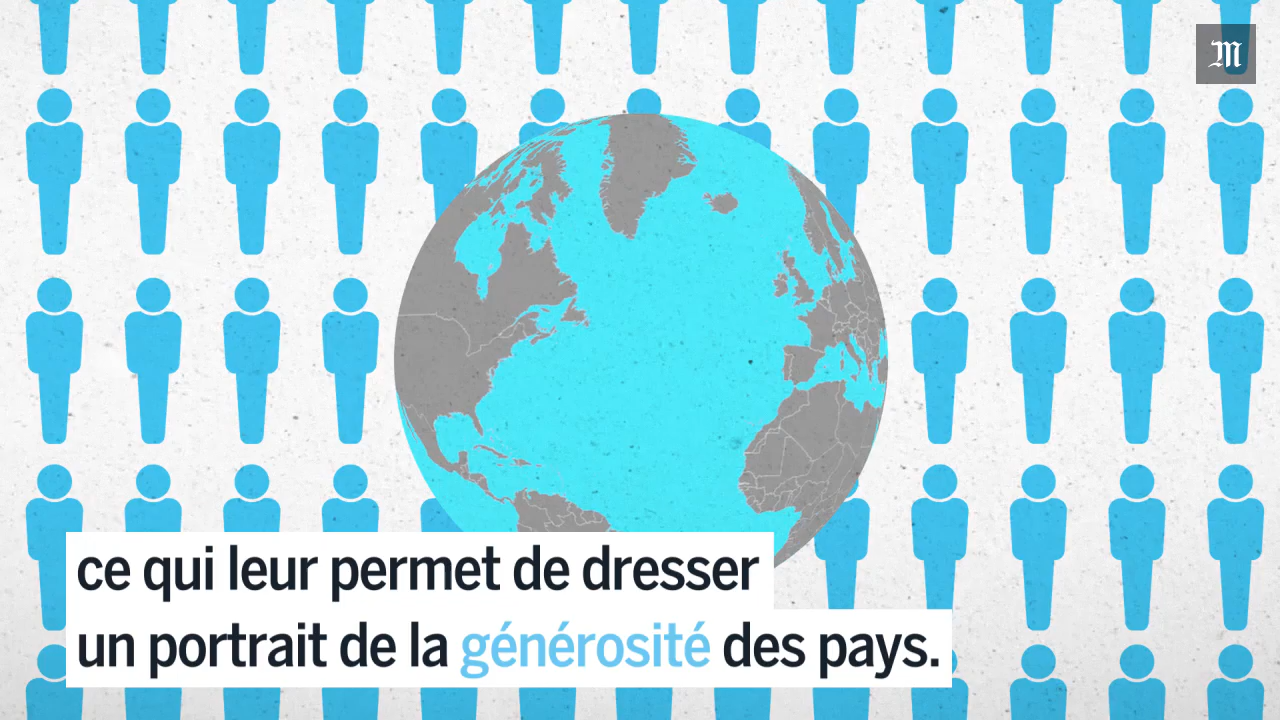 M
ce qui leur permet de dresser
un portrait de la générosité des pays.